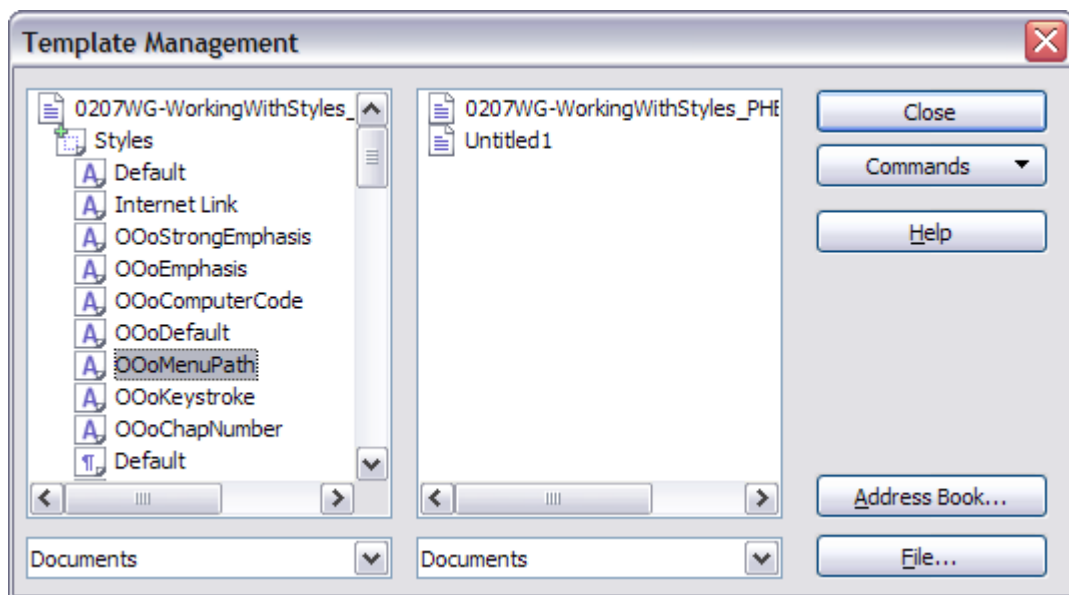 Template Management
0207WG-WorkingWithStyles_
Styles
Default
Internet Link
OOoStrongEmphasis
OOoEmphasis
OOoComputerCode
OOoDefault
OOoMenuPath
OOoKeystroke
OOoChapNumber
Default
Documents
0207WG-WorkingWithStyles_PHE
Untitled1
Documents
Close
Commands
Help
Address Book...
File...